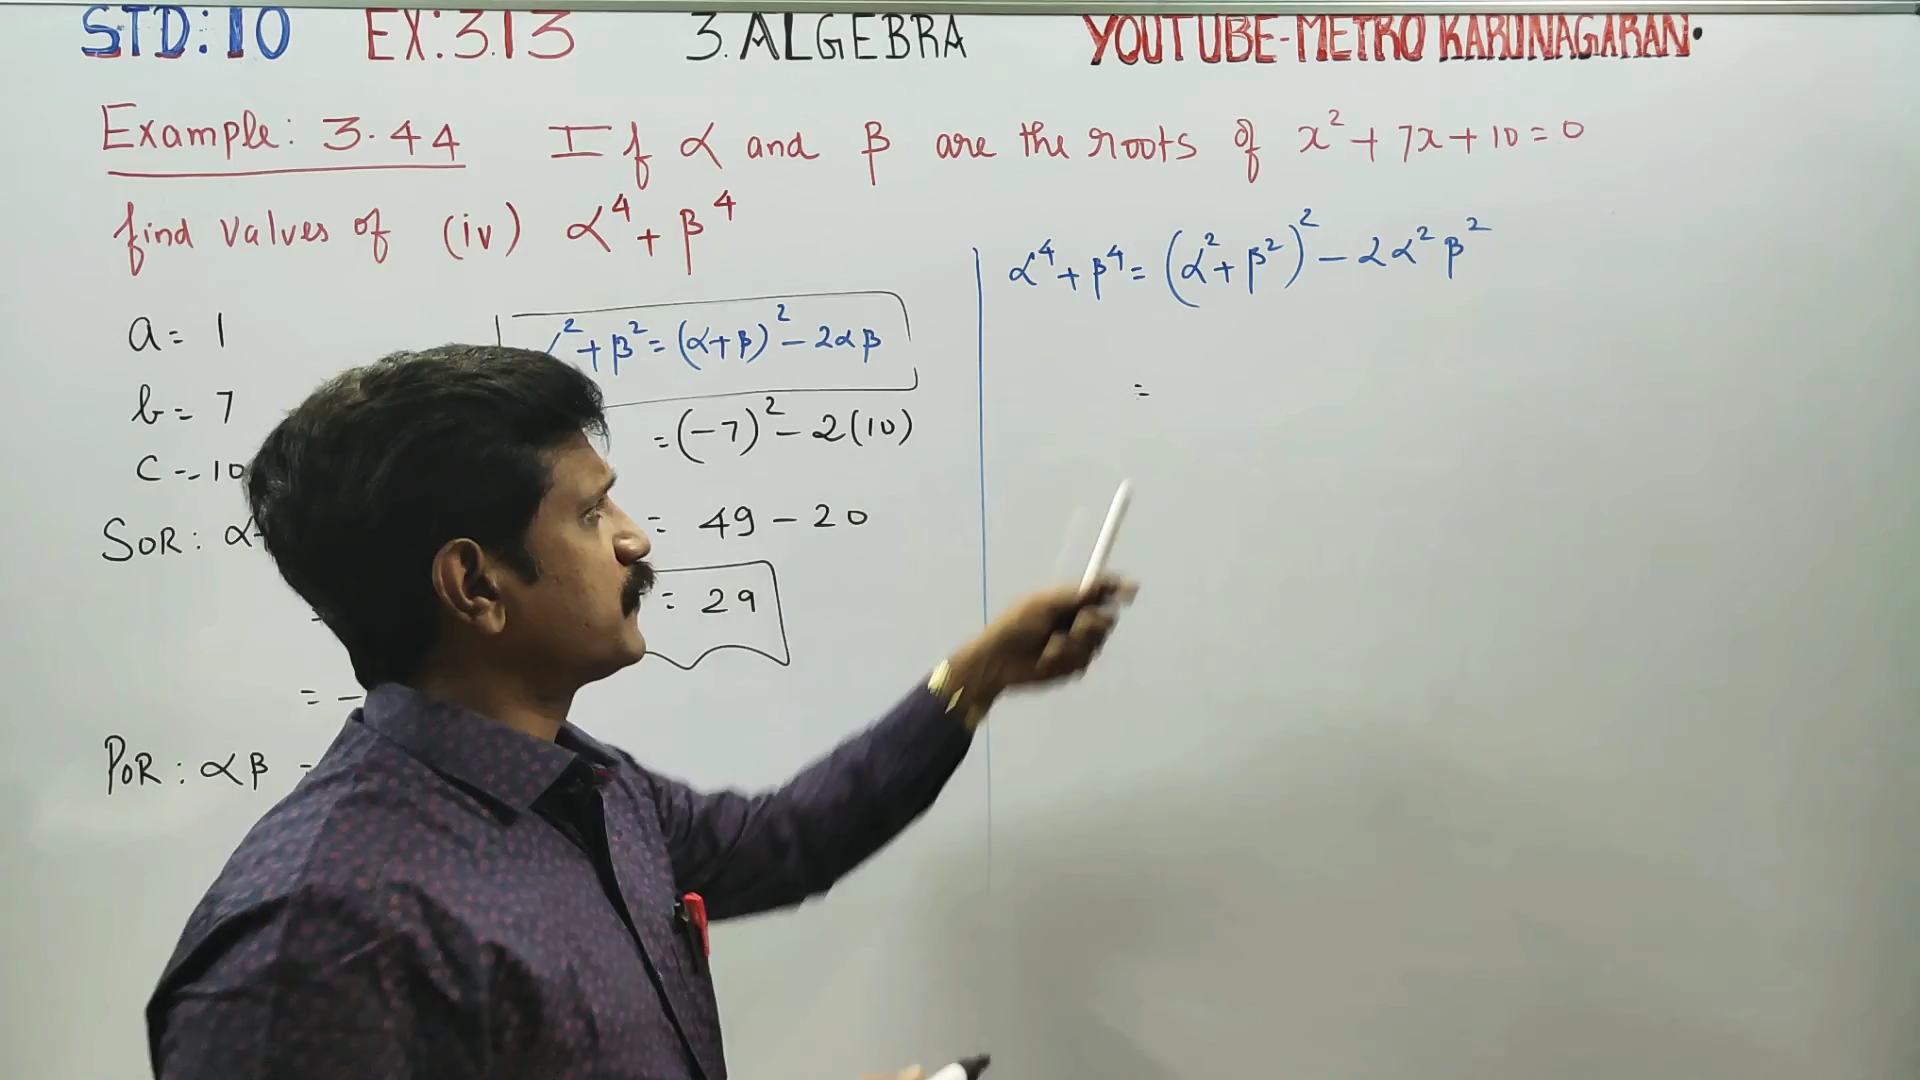 STD: 10 EX: 3.13 3. ALGEBRA YOUTUBE-METRO KARUNAGARAN.
Example: 3.44 If α and β are the roots of x² + 7x + 10 = 0
find values of (iv) α⁴ + β⁴
a = 1
b = 7
c = 10
SOR: α
= -
POR: αβ =
² + β² = (α+β)² - 2αβ
= (-7)² - 2(10)
= 49 - 20
= 29
α⁴ + β⁴ = (α² + β²)² - 2α²β²
=